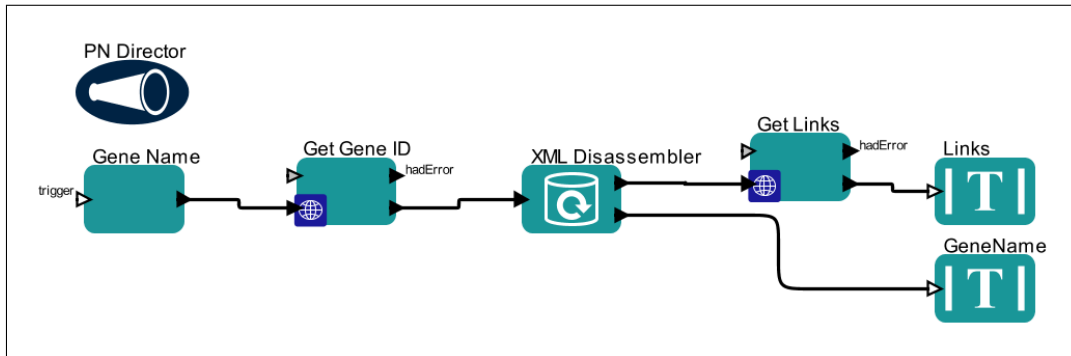 PN Director
Gene Name
trigger
Get Gene ID
hadError
XML Disassembler
Get Links
hadError
Links
T
GeneName
T